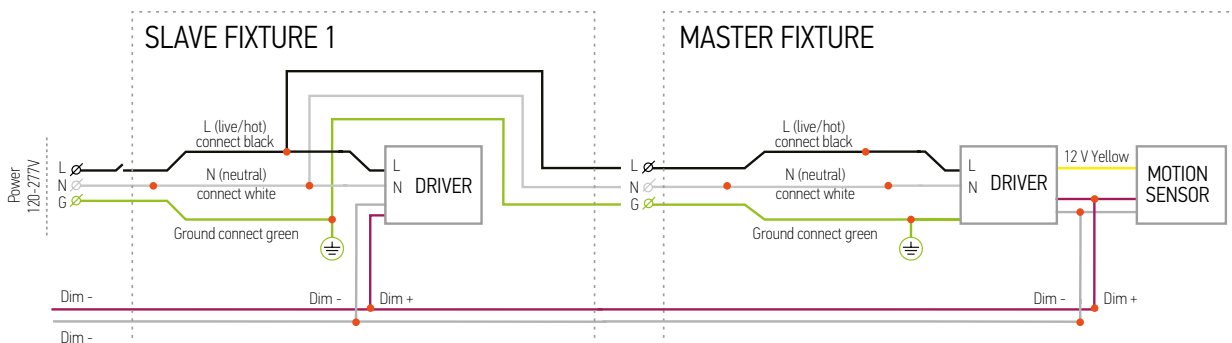 SLAVE FIXTURE 1
MASTER FIXTURE
Power
120-277V
L
N
G
L (live/hot)
connect black
N (neutral)
connect white
Ground connect green
L
N
DRIVER
L
N
G
L (live/hot)
connect black
N (neutral)
connect white
Ground connect green
L
N
DRIVER
12 V Yellow
MOTION
SENSOR
Dim -
Dim -
Dim +
Dim -
Dim +
Dim -